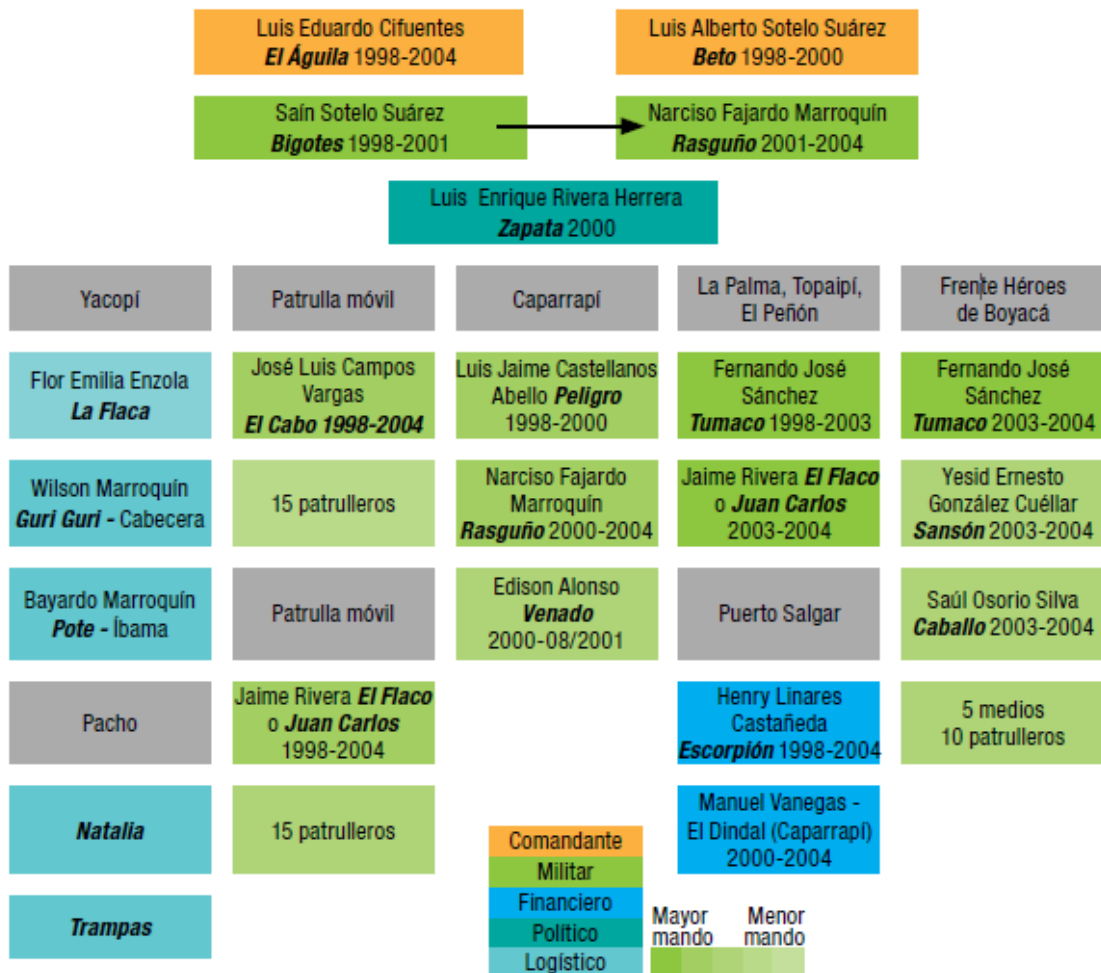 Luis Eduardo Cifuentes
El Águila 1998-2004
Luis Alberto Sotelo Suárez
Beto 1998-2000
Saín Sotelo Suárez
Bigotes 1998-2001
Narciso Fajardo Marroquín
Rasguño 2001-2004
Luis Enrique Rivera Herrera
Zapata 2000
Yacopí
Flor Emilia Enzola
La Flaca
Wilson Marroquín
Guri Guri - Cabecera
Bayardo Marroquín
Pote - Íbama
Pacho
Natalia
Trampas
Patrulla móvil
José Luis Campos
Vargas
El Cabo 1998-2004
15 patrulleros
Patrulla móvil
Jaime Rivera El Flaco
o Juan Carlos
1998-2004
15 patrulleros
Caparrapí
Luis Jaime Castellanos
Abello Peligro
1998-2000
Narciso Fajardo
Marroquín
Rasguño 2000-2004
Edison Alonso
Venado
2000-08/2001
La Palma, Topaipí,
El Peñón
Fernando José
Sánchez
Tumaco 1998-2003
Jaime Rivera El Flaco
o Juan Carlos
2003-2004
Puerto Salgar
Henry Linares
Castañeda
Escorpión 1998-2004
Manuel Vanegas -
El Dindal (Caparrapí)
2000-2004
Frente Héroes
de Boyacá
Fernando José
Sánchez
Tumaco 2003-2004
Yesid Ernesto
González Cuéllar
Sansón 2003-2004
Saúl Osorio Silva
Caballo 2003-2004
5 medios
10 patrulleros
Comandante
Militar
Financiero
Político
Logístico
Mayor
mando
Menor
mando